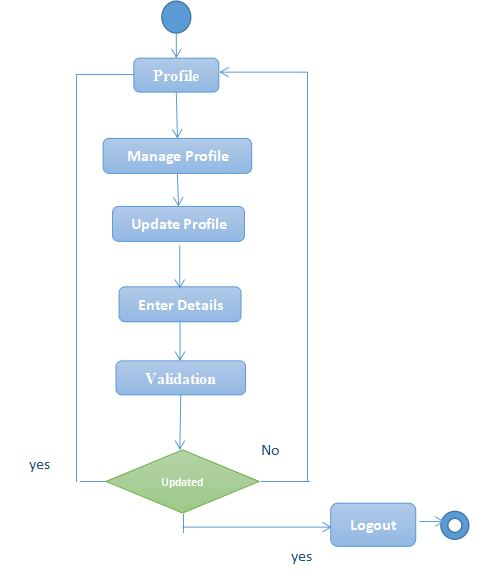 Profile
Manage Profile
Update Profile
Enter Details
Validation
No
yes
Updated
Logout
yes